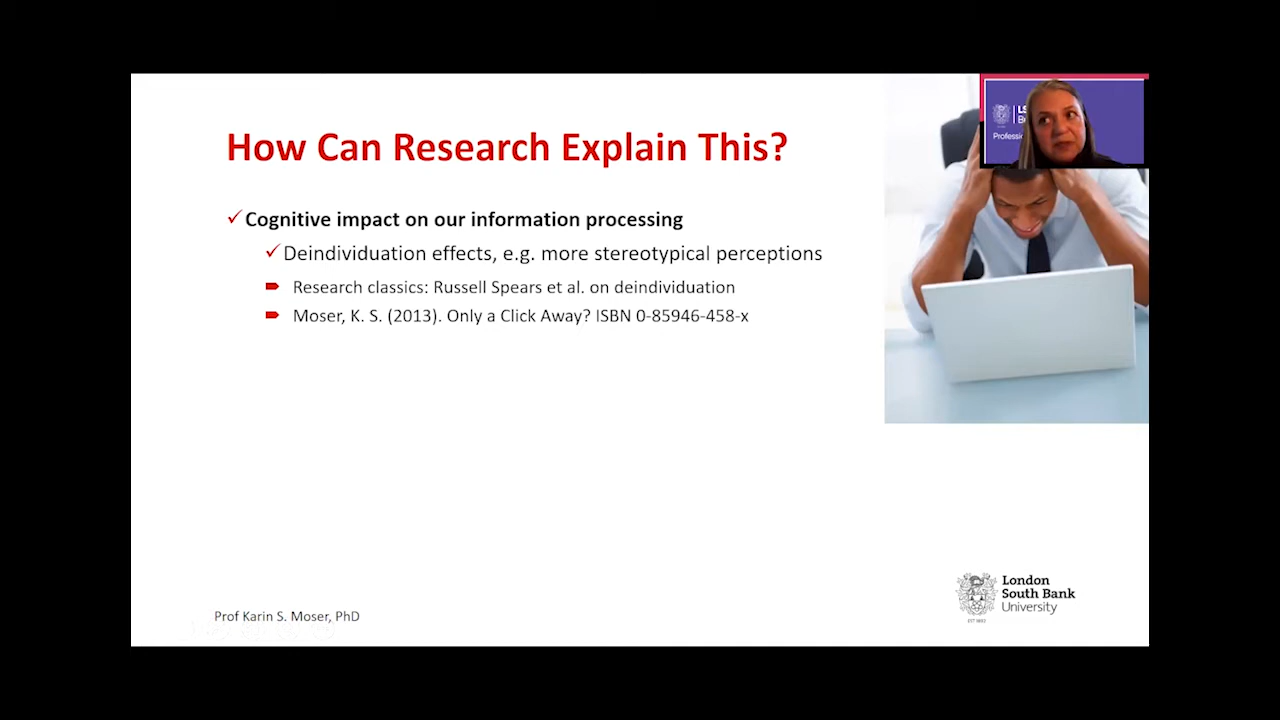 How Can Research Explain This?
Cognitive impact on our information processing
Deindividuation effects, e.g. more stereotypical perceptions
Research classics: Russell Spears et al. on deindividuation
Moser, K. S. (2013). Only a Click Away? ISBN 0-85946-458-x
Prof Karin S. Moser, PhD
London
South Bank
University